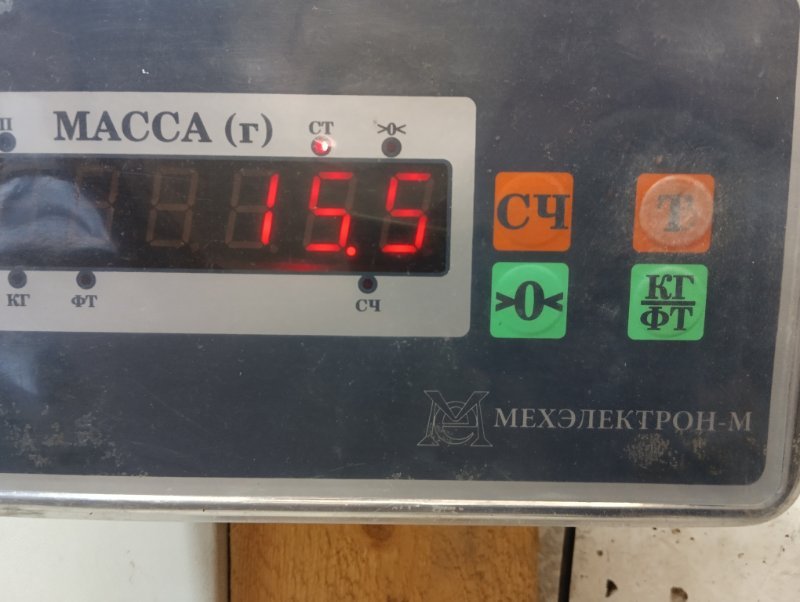 П МАССА (г) СТ >0<
15.5
КГ ФТ СЧ
СЧ Т
>0< КГ
ФТ
МЕХЭЛЕКТРОН-М